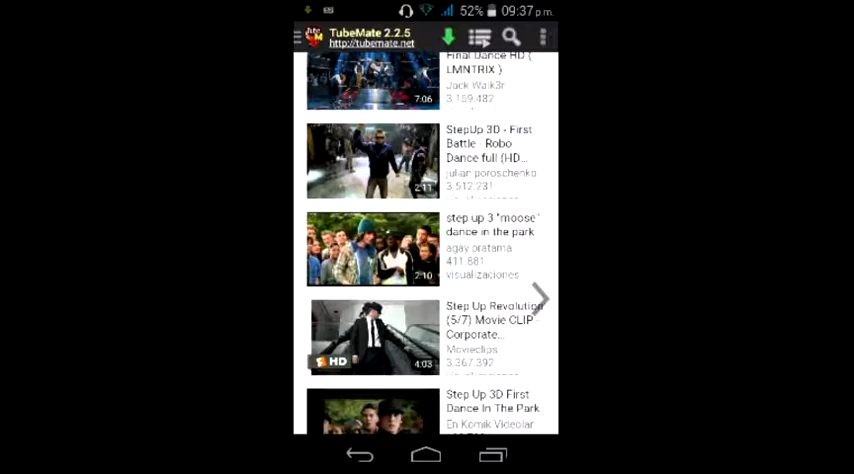 52% 09:37 p.m.
TubeMate 2.2.5
http://tubemate.net
Final Dance HD (
LMNTRIX )
Jack Walk3r
3.169.482
7:06
StepUp 3D - First
Battle - Robo
Dance full (HD...
julian poroschenko
3.512.231
2:11
step up 3 "moose"
dance in the park
agay pratama
411.881
visualizaciones
2:10
Step Up Revolution
(5/7) Movie CLIP -
Corporate...
Movieclips
3.367.392
HD
4:03
Step Up 3D First
Dance In The Park
En Komik Videolar